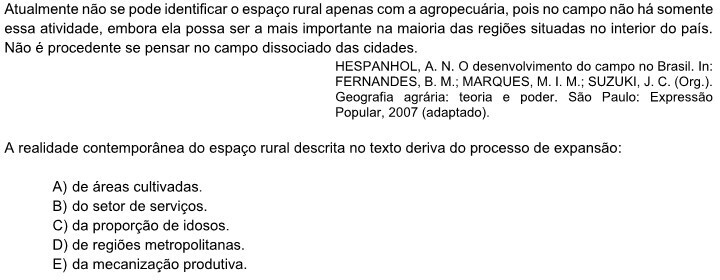 Atualmente não se pode identificar o espaço rural apenas com a agropecuária, pois no campo não há somente
essa atividade, embora ela possa ser a mais importante na maioria das regiões situadas no interior do país.
Não é procedente se pensar no campo dissociado das cidades.
HESPANHOL, A. N. O desenvolvimento do campo no Brasil. In:
FERNANDES, B. M.; MARQUES, M. I. M.; SUZUKI, J. C. (Org.).
Geografia agrária: teoria e poder. São Paulo: Expressão
Popular, 2007 (adaptado).
A realidade contemporânea do espaço rural descrita no texto deriva do processo de expansão:
A) de áreas cultivadas.
B) do setor de serviços.
C) da proporção de idosos.
D) de regiões metropolitanas.
E) da mecanização produtiva.